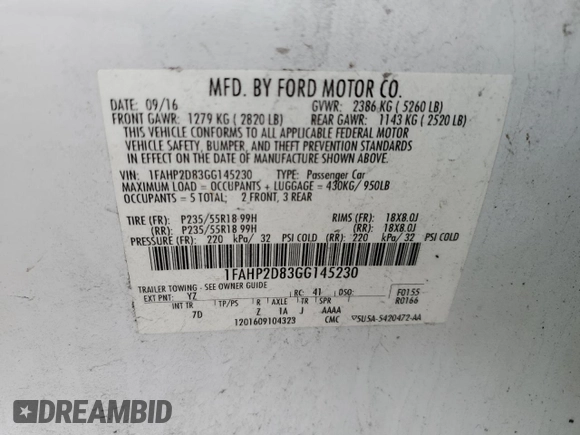 MFD. BY FORD MOTOR CO.
DATE: 09/16 GVWR: 2386 KG ( 5260 LB)
FRONT GAWR: 1279 KG ( 2820 LB) REAR GAWR: 1143 KG ( 2520 LB)
THIS VEHICLE CONFORMS TO ALL APPLICABLE FEDERAL MOTOR
VEHICLE SAFETY, BUMPER, AND THEFT PREVENTION STANDARDS
IN EFFECT ON THE DATE OF MANUFACTURE SHOWN ABOVE.
VIN: 1FAHP2D83GG145230 TYPE: Passenger Car
MAXIMUM LOAD = OCCUPANTS + LUGGAGE = 430KG/ 950LB
OCCUPANTS = 5 TOTAL; 2 FRONT, 3 REAR
TIRE (FR): P235/55R18 99H RIMS (FR): 18X8.0J
(RR): P235/55R18 99H (RR): 18X8.0J
PRESSURE (FR): 220 kPa/ 32 PSI COLD (RR): 220 kPa/ 32 PSI COLD
1FAHP2D83GG145230
TRAILER TOWING - SEE OWNER GUIDE
EXT PNT: YZ RC: 41 DSO: F0155
R0166
INT TR TP/PS R AXLE TR SPR
7D Z 1A J AAAA
1201609104323 CMC SU5A-5420472-AA
DREAMBID